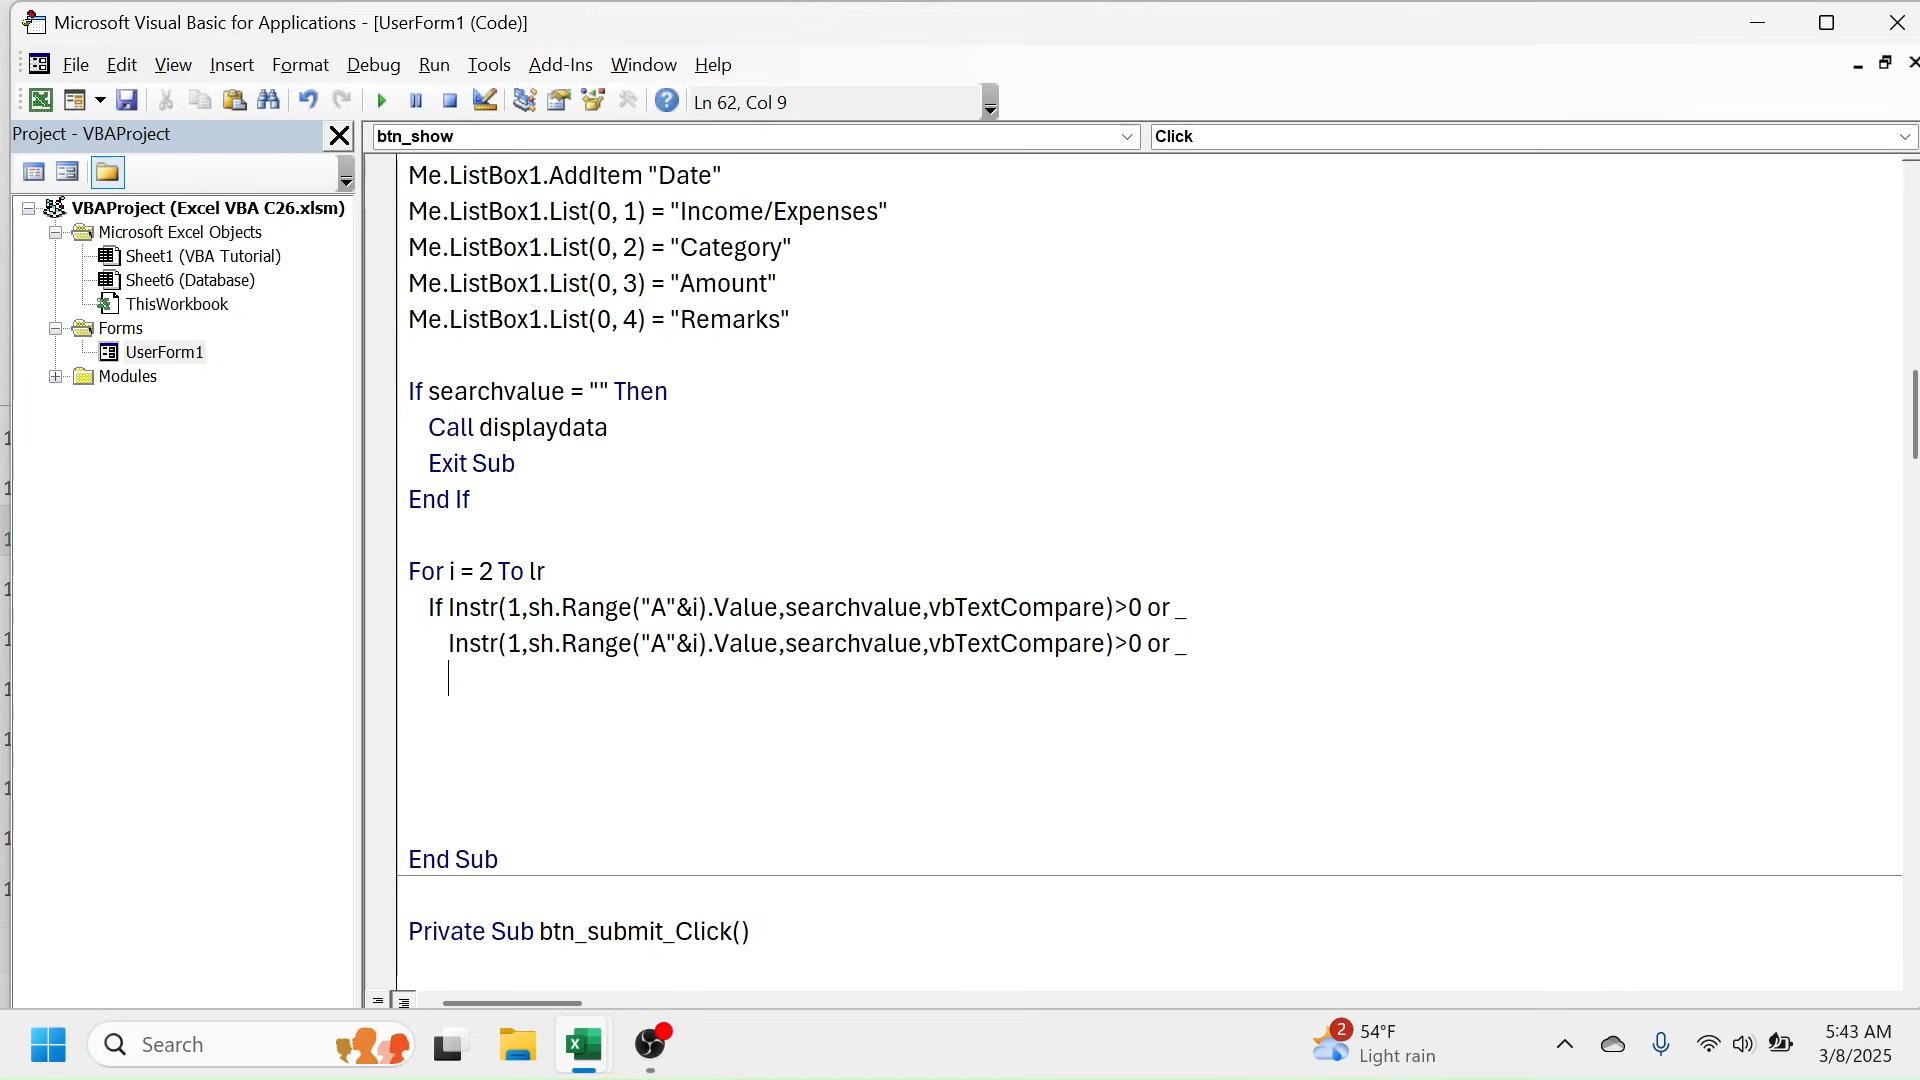 Microsoft Visual Basic for Applications - [UserForm1 (Code)]
File Edit View Insert Format Debug Run Tools Add-Ins Window Help
Ln 62, Col 9
Project - VBAProject
btn_show
Click
VBAProject (Excel VBA C26.xlsm)
Microsoft Excel Objects
Sheet1 (VBA Tutorial)
Sheet6 (Database)
ThisWorkbook
Forms
UserForm1
Modules
Me.ListBox1.AddItem "Date"
Me.ListBox1.List(0, 1) = "Income/Expenses"
Me.ListBox1.List(0, 2) = "Category"
Me.ListBox1.List(0, 3) = "Amount"
Me.ListBox1.List(0, 4) = "Remarks"
If searchvalue = "" Then
Call displaydata
Exit Sub
End If
For i = 2 To lr
If Instr(1,sh.Range("A"&i).Value,searchvalue,vbTextCompare)>0 or _
Instr(1,sh.Range("A"&i).Value,searchvalue,vbTextCompare)>0 or _
End Sub
Private Sub btn_submit_Click()
Search
2
54°F
Light rain
5:43 AM
3/8/2025